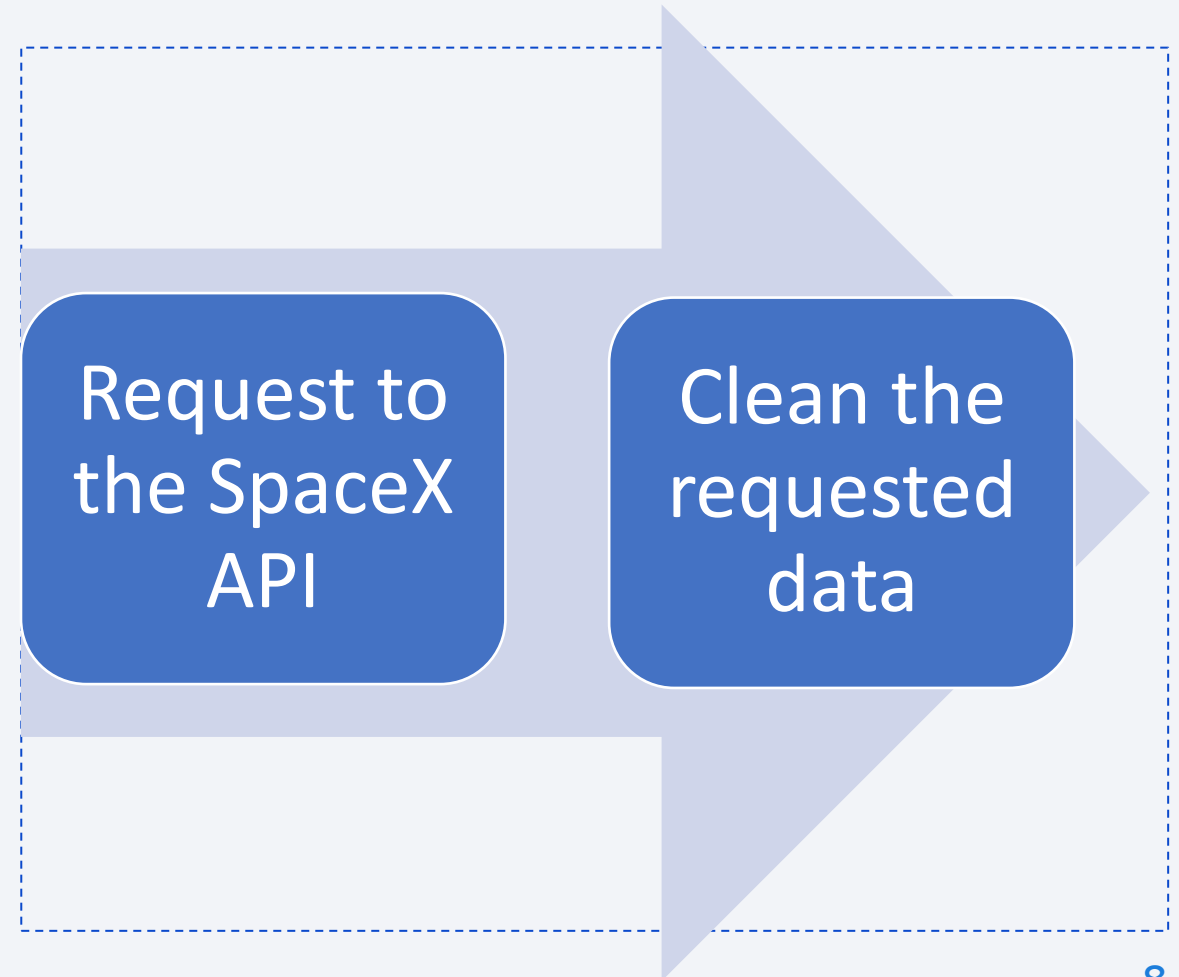 Request to
the SpaceX
API
Clean the
requested
data